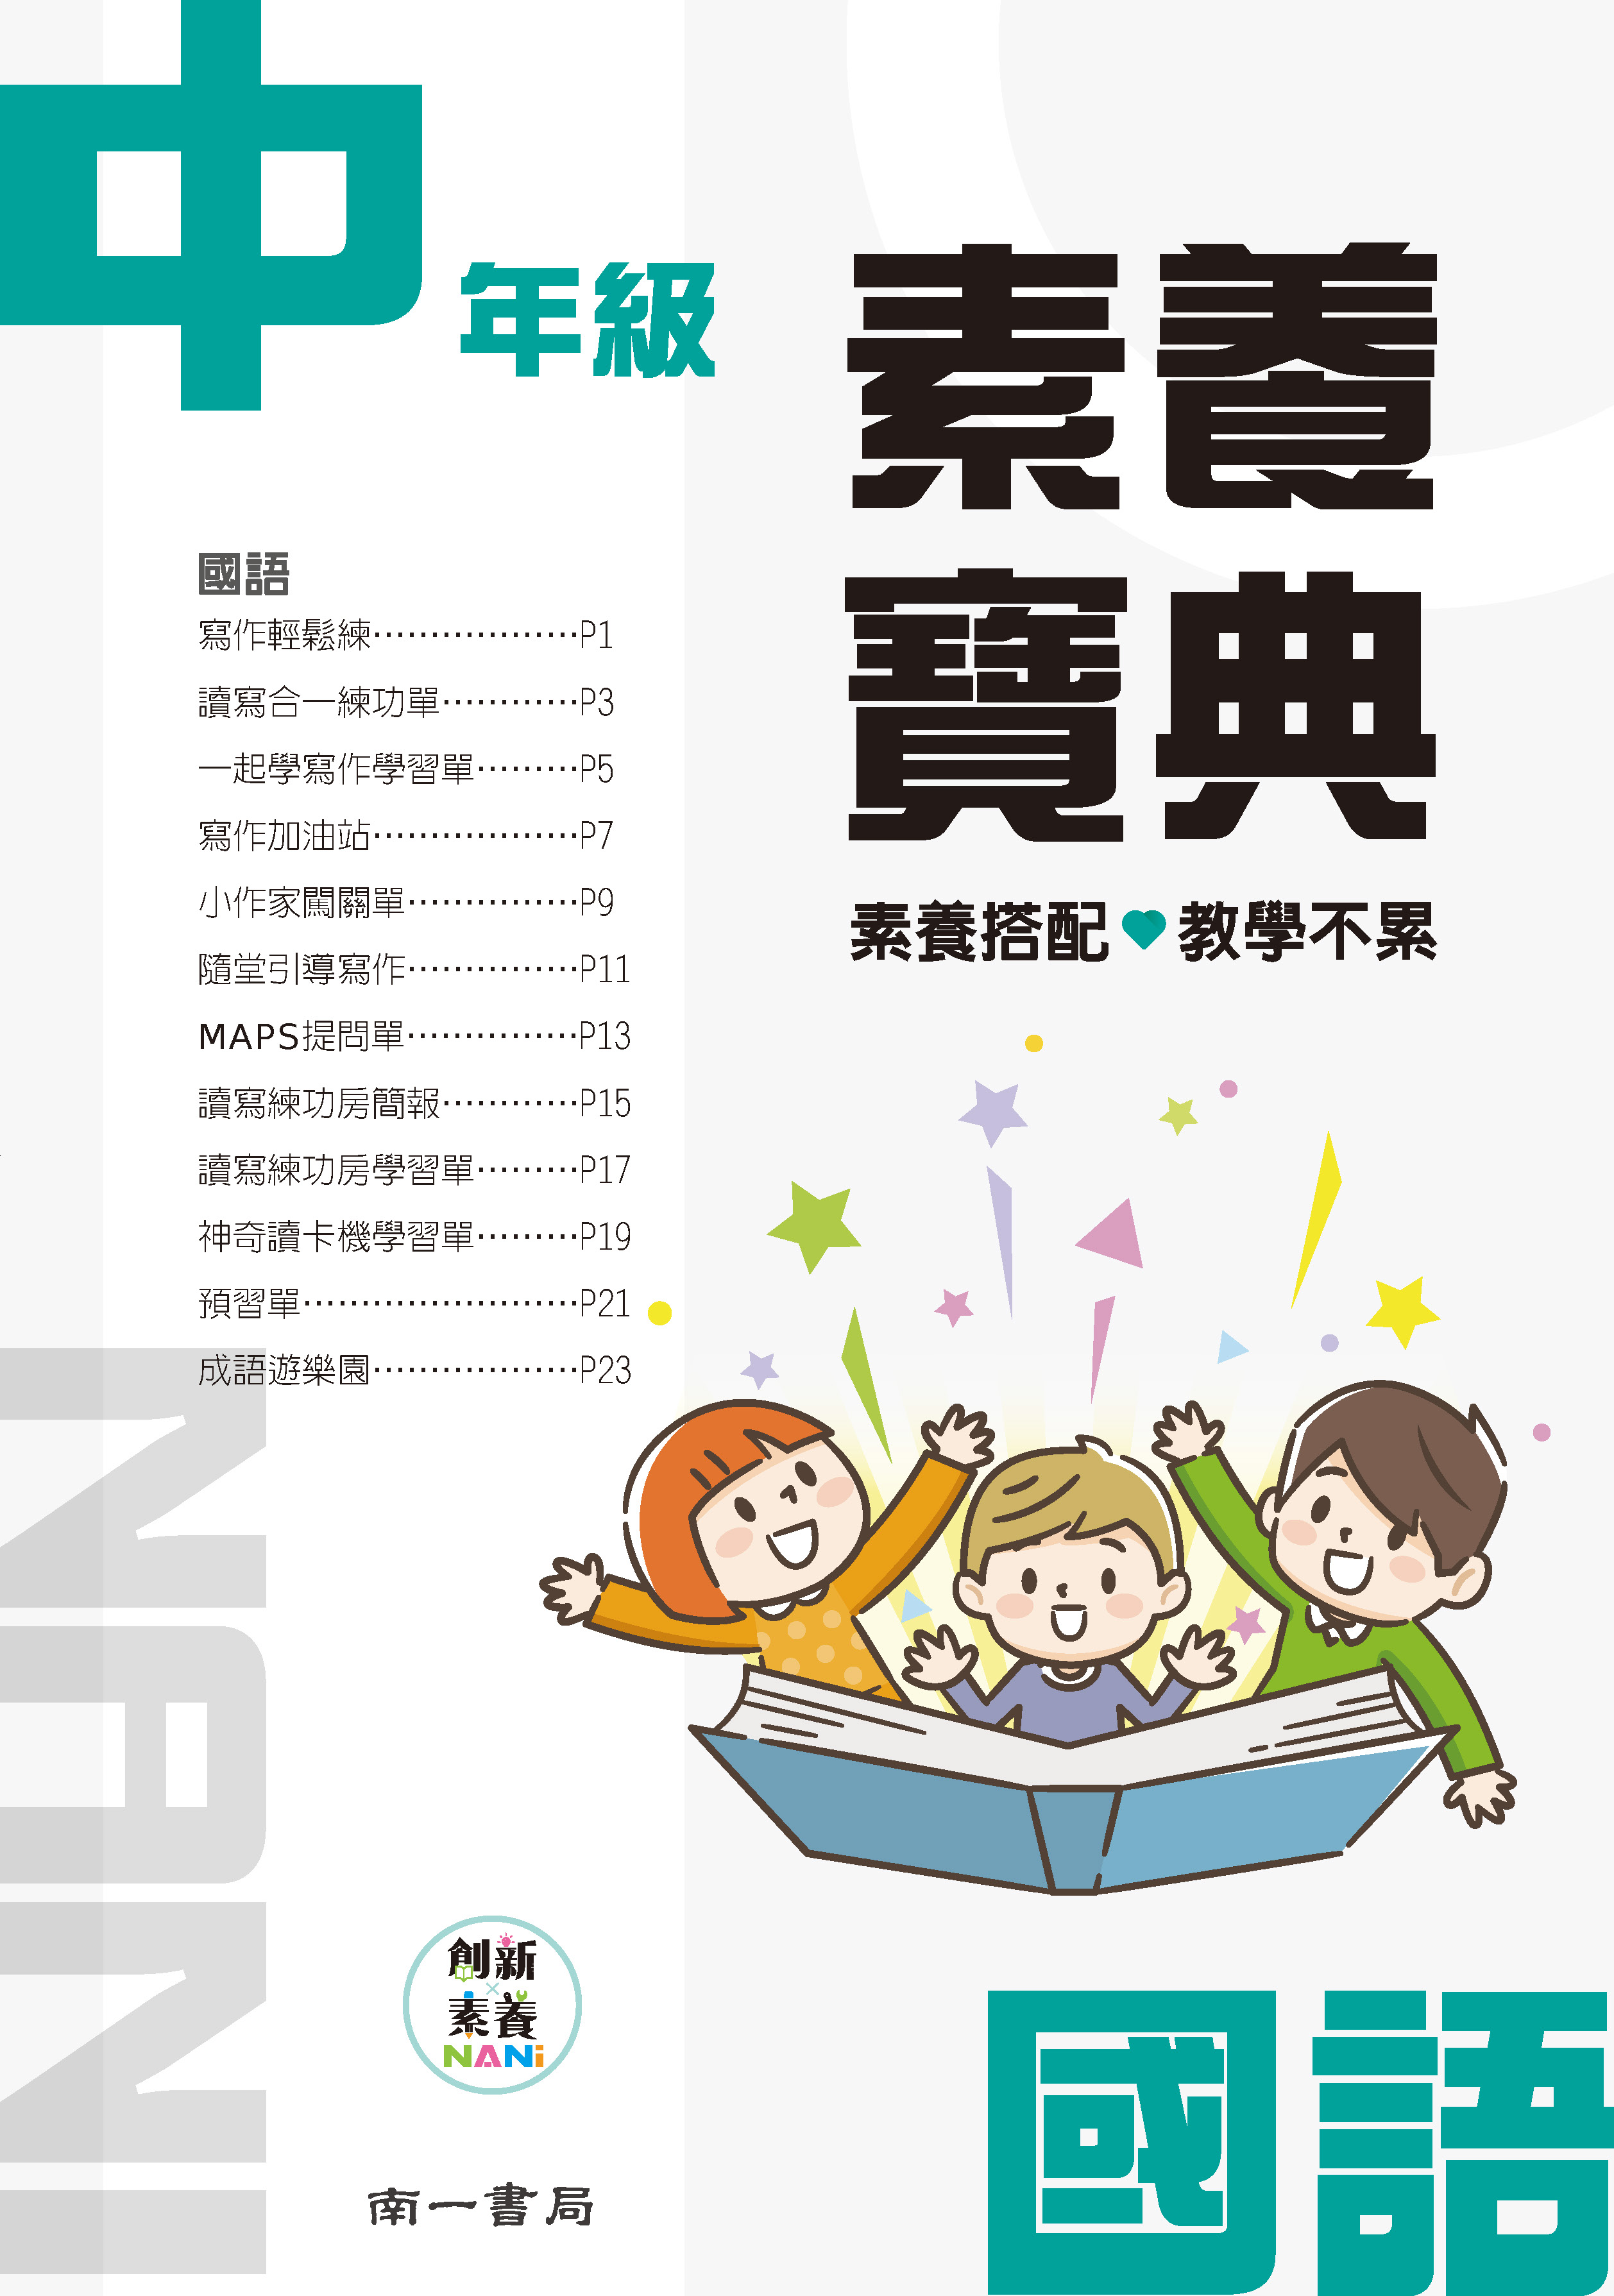 中年級
素養
寶典
素養搭配 教學不累
國語
寫作輕鬆練………………P1
讀寫合一練功單…………P3
一起學寫作學習單………P5
寫作加油站………………P7
小作家闖關單……………P9
隨堂引導寫作……………P11
MAPS提問單……………P13
讀寫練功房簡報…………P15
讀寫練功房學習單………P17
神奇讀卡機學習單………P19
預習單……………………P21
成語遊樂園………………P23
NANI
創新
×
素養
NANi
南一書局
國語